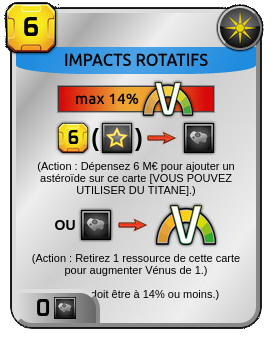 6
IMPACTS ROTATIFS
max 14% V
6 ( )
(Action : Dépensez 6 M€ pour ajouter un
astéroïde sur ce carte [VOUS POUVEZ
UTILISER DU TITANE].)
OU V
(Action : Retirez 1 ressource de cette carte
pour augmenter Vénus de 1.)
doit être à 14% ou moins.)
0